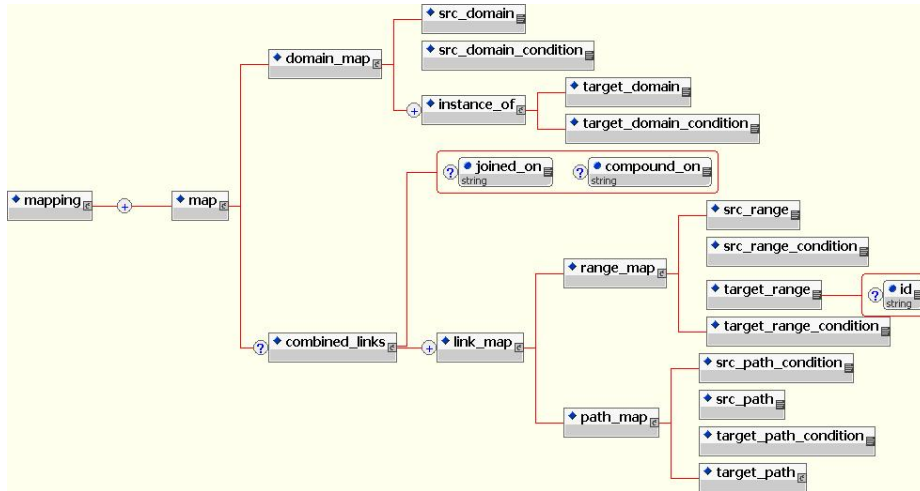 src_domain
src_domain_condition
domain_map
instance_of
target_domain
target_domain_condition
joined_on
string
compound_on
string
mapping
map
combined_links
link_map
range_map
src_range
src_range_condition
target_range
id
string
target_range_condition
path_map
src_path_condition
src_path
target_path_condition
target_path